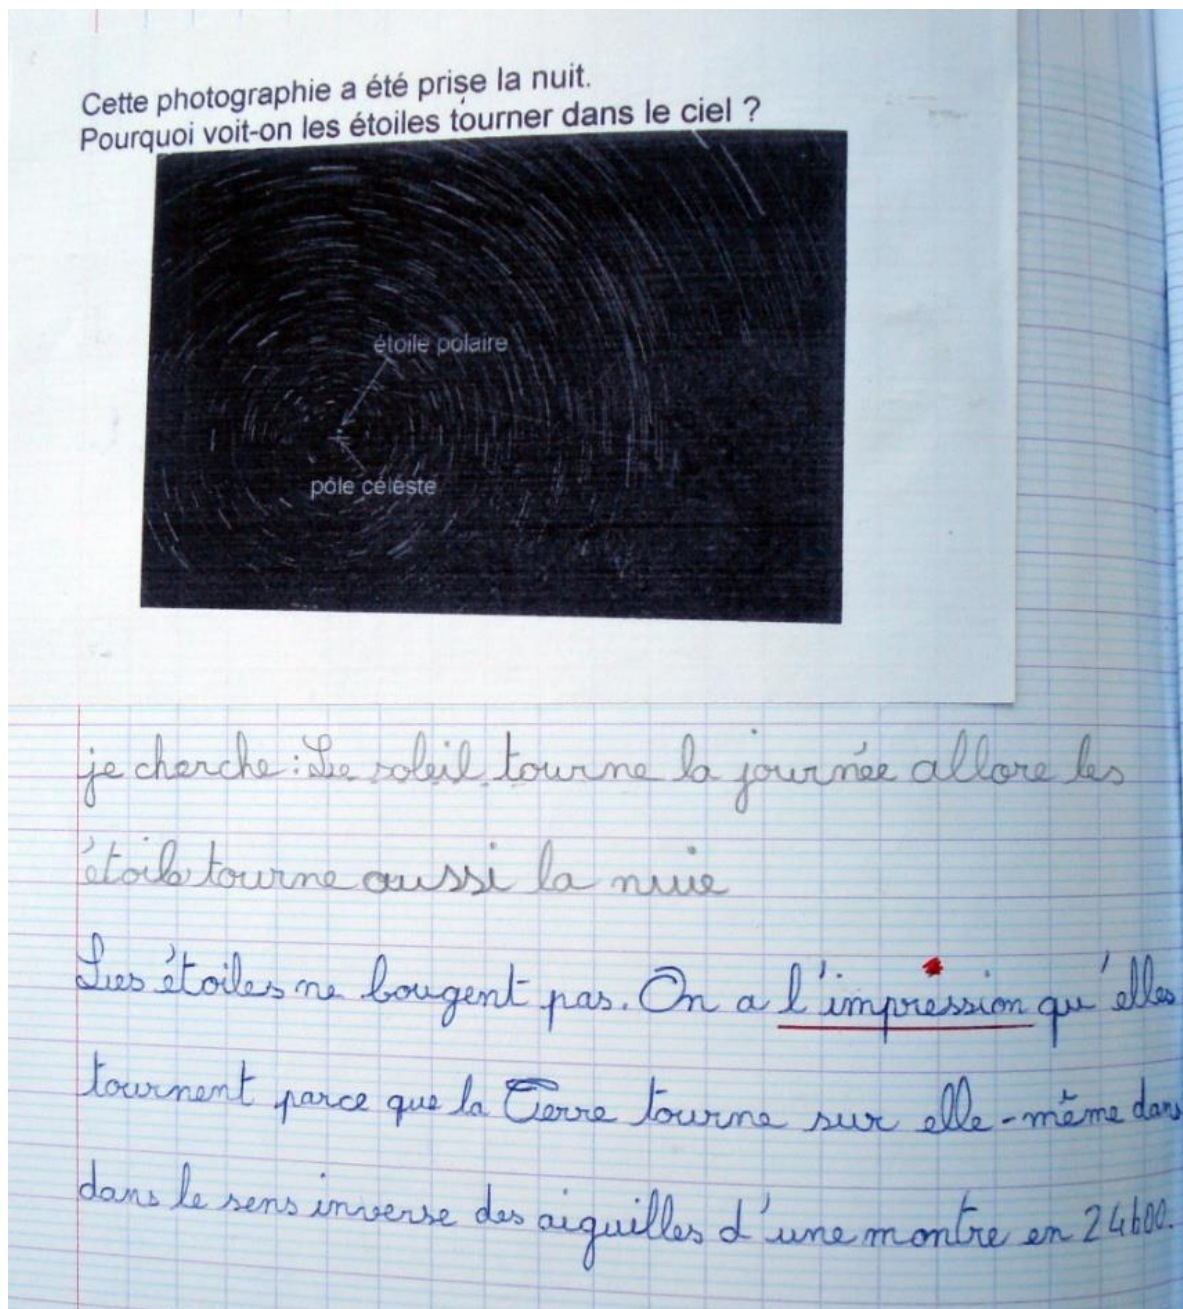 Cette photographie a été prise la nuit.
Pourquoi voit-on les étoiles tourner dans le ciel ?
étoile polaire
pôle céleste
je cherche : Le soleil tourne la journée allore les
étoile tourne aussi la nuie
Les étoiles ne bougent pas. On a l'impression qu'elles
tournent parce que la Terre tourne sur elle-même dans
dans le sens inverse des aiguilles d'une montre en 24h00.